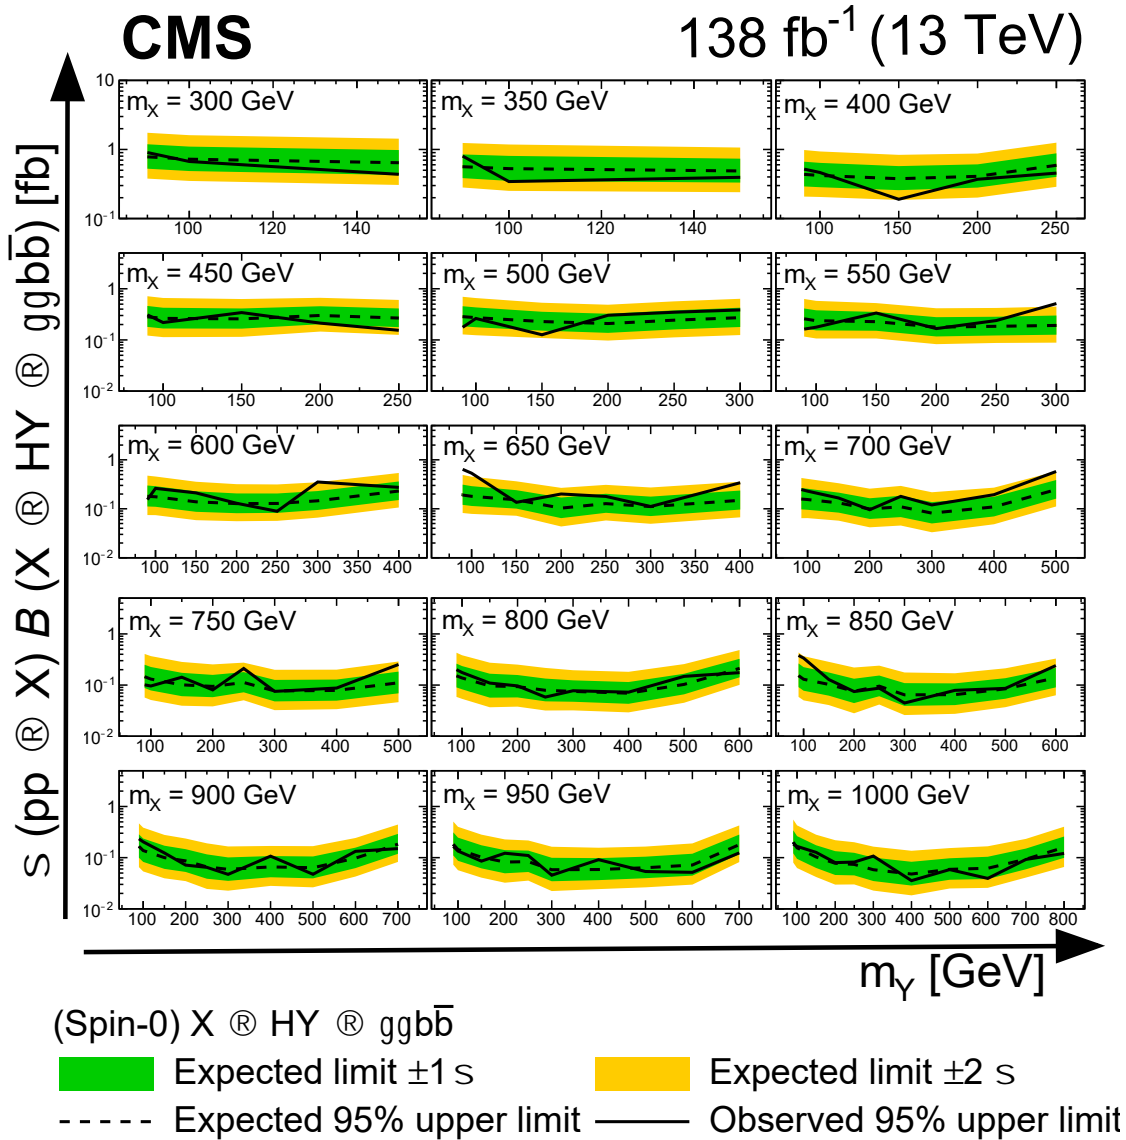 CMS 138 fb-1 (13 TeV)
σ (pp ® X) B (X ® HY ® ggbb̅) [fb]
mX = 300 GeV mX = 350 GeV mX = 400 GeV
10
1
10−1
100 120 140 100 120 140 100 150 200 250
mX = 450 GeV mX = 500 GeV mX = 550 GeV
1
10−1
10−2
100 150 200 250 100 150 200 250 300 100 150 200 250 300
mX = 600 GeV mX = 650 GeV mX = 700 GeV
1
10−1
10−2
100 150 200 250 300 350 400 100 150 200 250 300 350 400 100 200 300 400 500
mX = 750 GeV mX = 800 GeV mX = 850 GeV
1
10−1
10−2
100 200 300 400 500 100 200 300 400 500 600 100 200 300 400 500 600
mX = 900 GeV mX = 950 GeV mX = 1000 GeV
1
10−1
10−2
100 200 300 400 500 600 700 100 200 300 400 500 600 700 100 200 300 400 500 600 700 800
mY [GeV]
(Spin-0) X ® HY ® ggbb̅
Expected limit ±1 s Expected limit ±2 s
Expected 95% upper limit Observed 95% upper limit